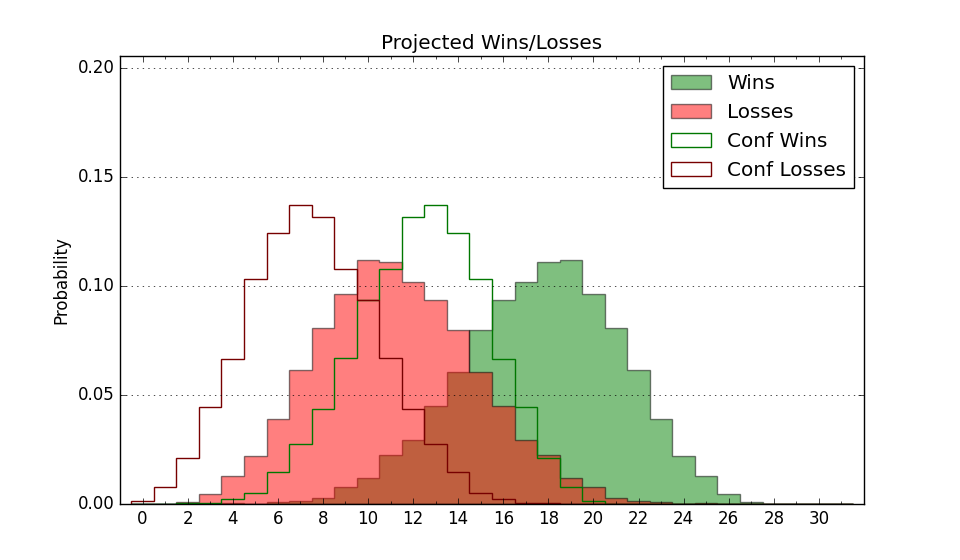 Projected Wins/Losses
0.20
0.15
0.10
0.05
0.00
Probability
Wins
Losses
Conf Wins
Conf Losses
0 2 4 6 8 10 12 14 16 18 20 22 24 26 28 30